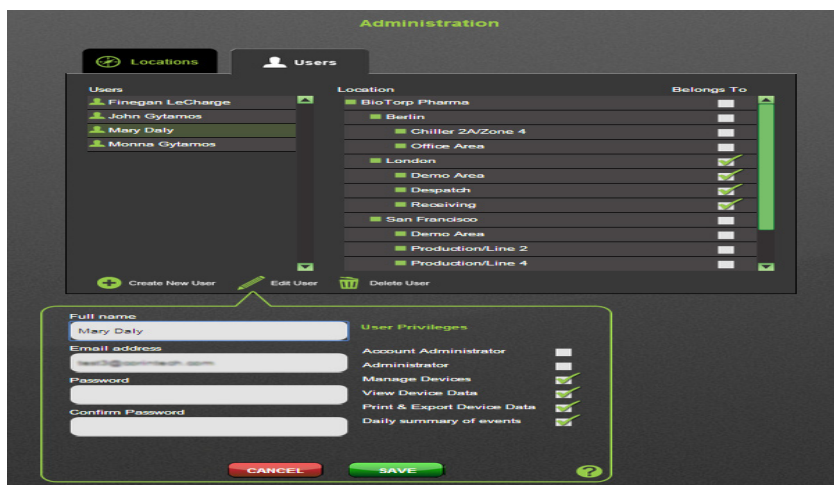 Administration
Locations
Users
Users
Location
Belongs To
Finegan LeCharge
John Gytamos
Mary Daly
Monna Gytamos
BioTorp Pharma
Berlin
Chiller 2A/Zone 4
Office Area
London
Demo Area
Despatch
Receiving
San Francisco
Demo Area
Production/Line 2
Production/Line 4
Create New User
Edit User
Delete User
Full name
Mary Daly
Email address
Password
Confirm Password
User Privileges
Account Administrator
Administrator
Manage Devices
View Device Data
Print & Export Device Data
Daily summary of events
CANCEL
SAVE
?